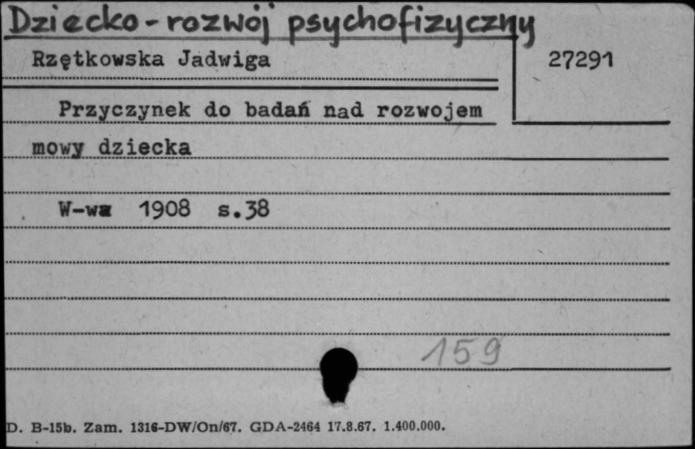 Dziecko - rozwój psychofizyczny
Rzętkowska Jadwiga 27291
Przyczynek do badań nad rozwojem
mowy dziecka
W-wa 1908 s.38
159
D. B-15b. Zam. 1316-DW/On/67. GDA-2464 17.8.67. 1.400.000.